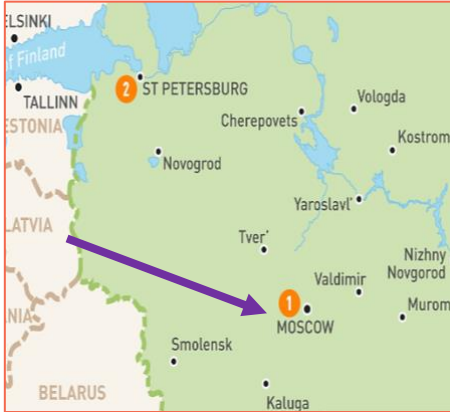 ELSINKI
of Finland
TALLINN
ESTONIA
2
ST PETERSBURG
Vologda
Cherepovets
Kostrom
Novogrod
Yaroslavl'
LATVIA
Tver'
Nizhny
Novgorod
Valdimir
1
Murom
MOSCOW
ANIA
Smolensk
BELARUS
Kaluga